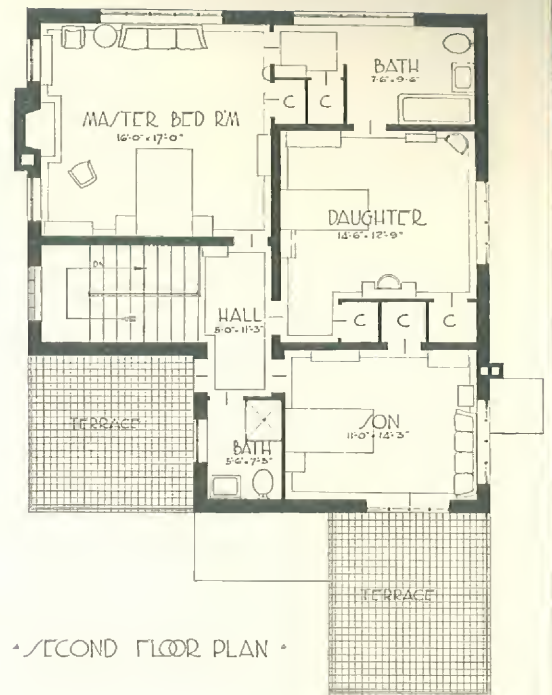 MASTER BED R'M
16'-0" x 17'-0"
BATH
7'-6" x 9'-6"
C
C
DAUGHTER
14'-6" x 12'-9"
DN
HALL
5'-0" x 11'-3"
C
C
C
TERRACE
BATH
5'-6" x 7'-3"
SON
11'-0" x 14'-3"
TERRACE
• SECOND FLOOR PLAN •